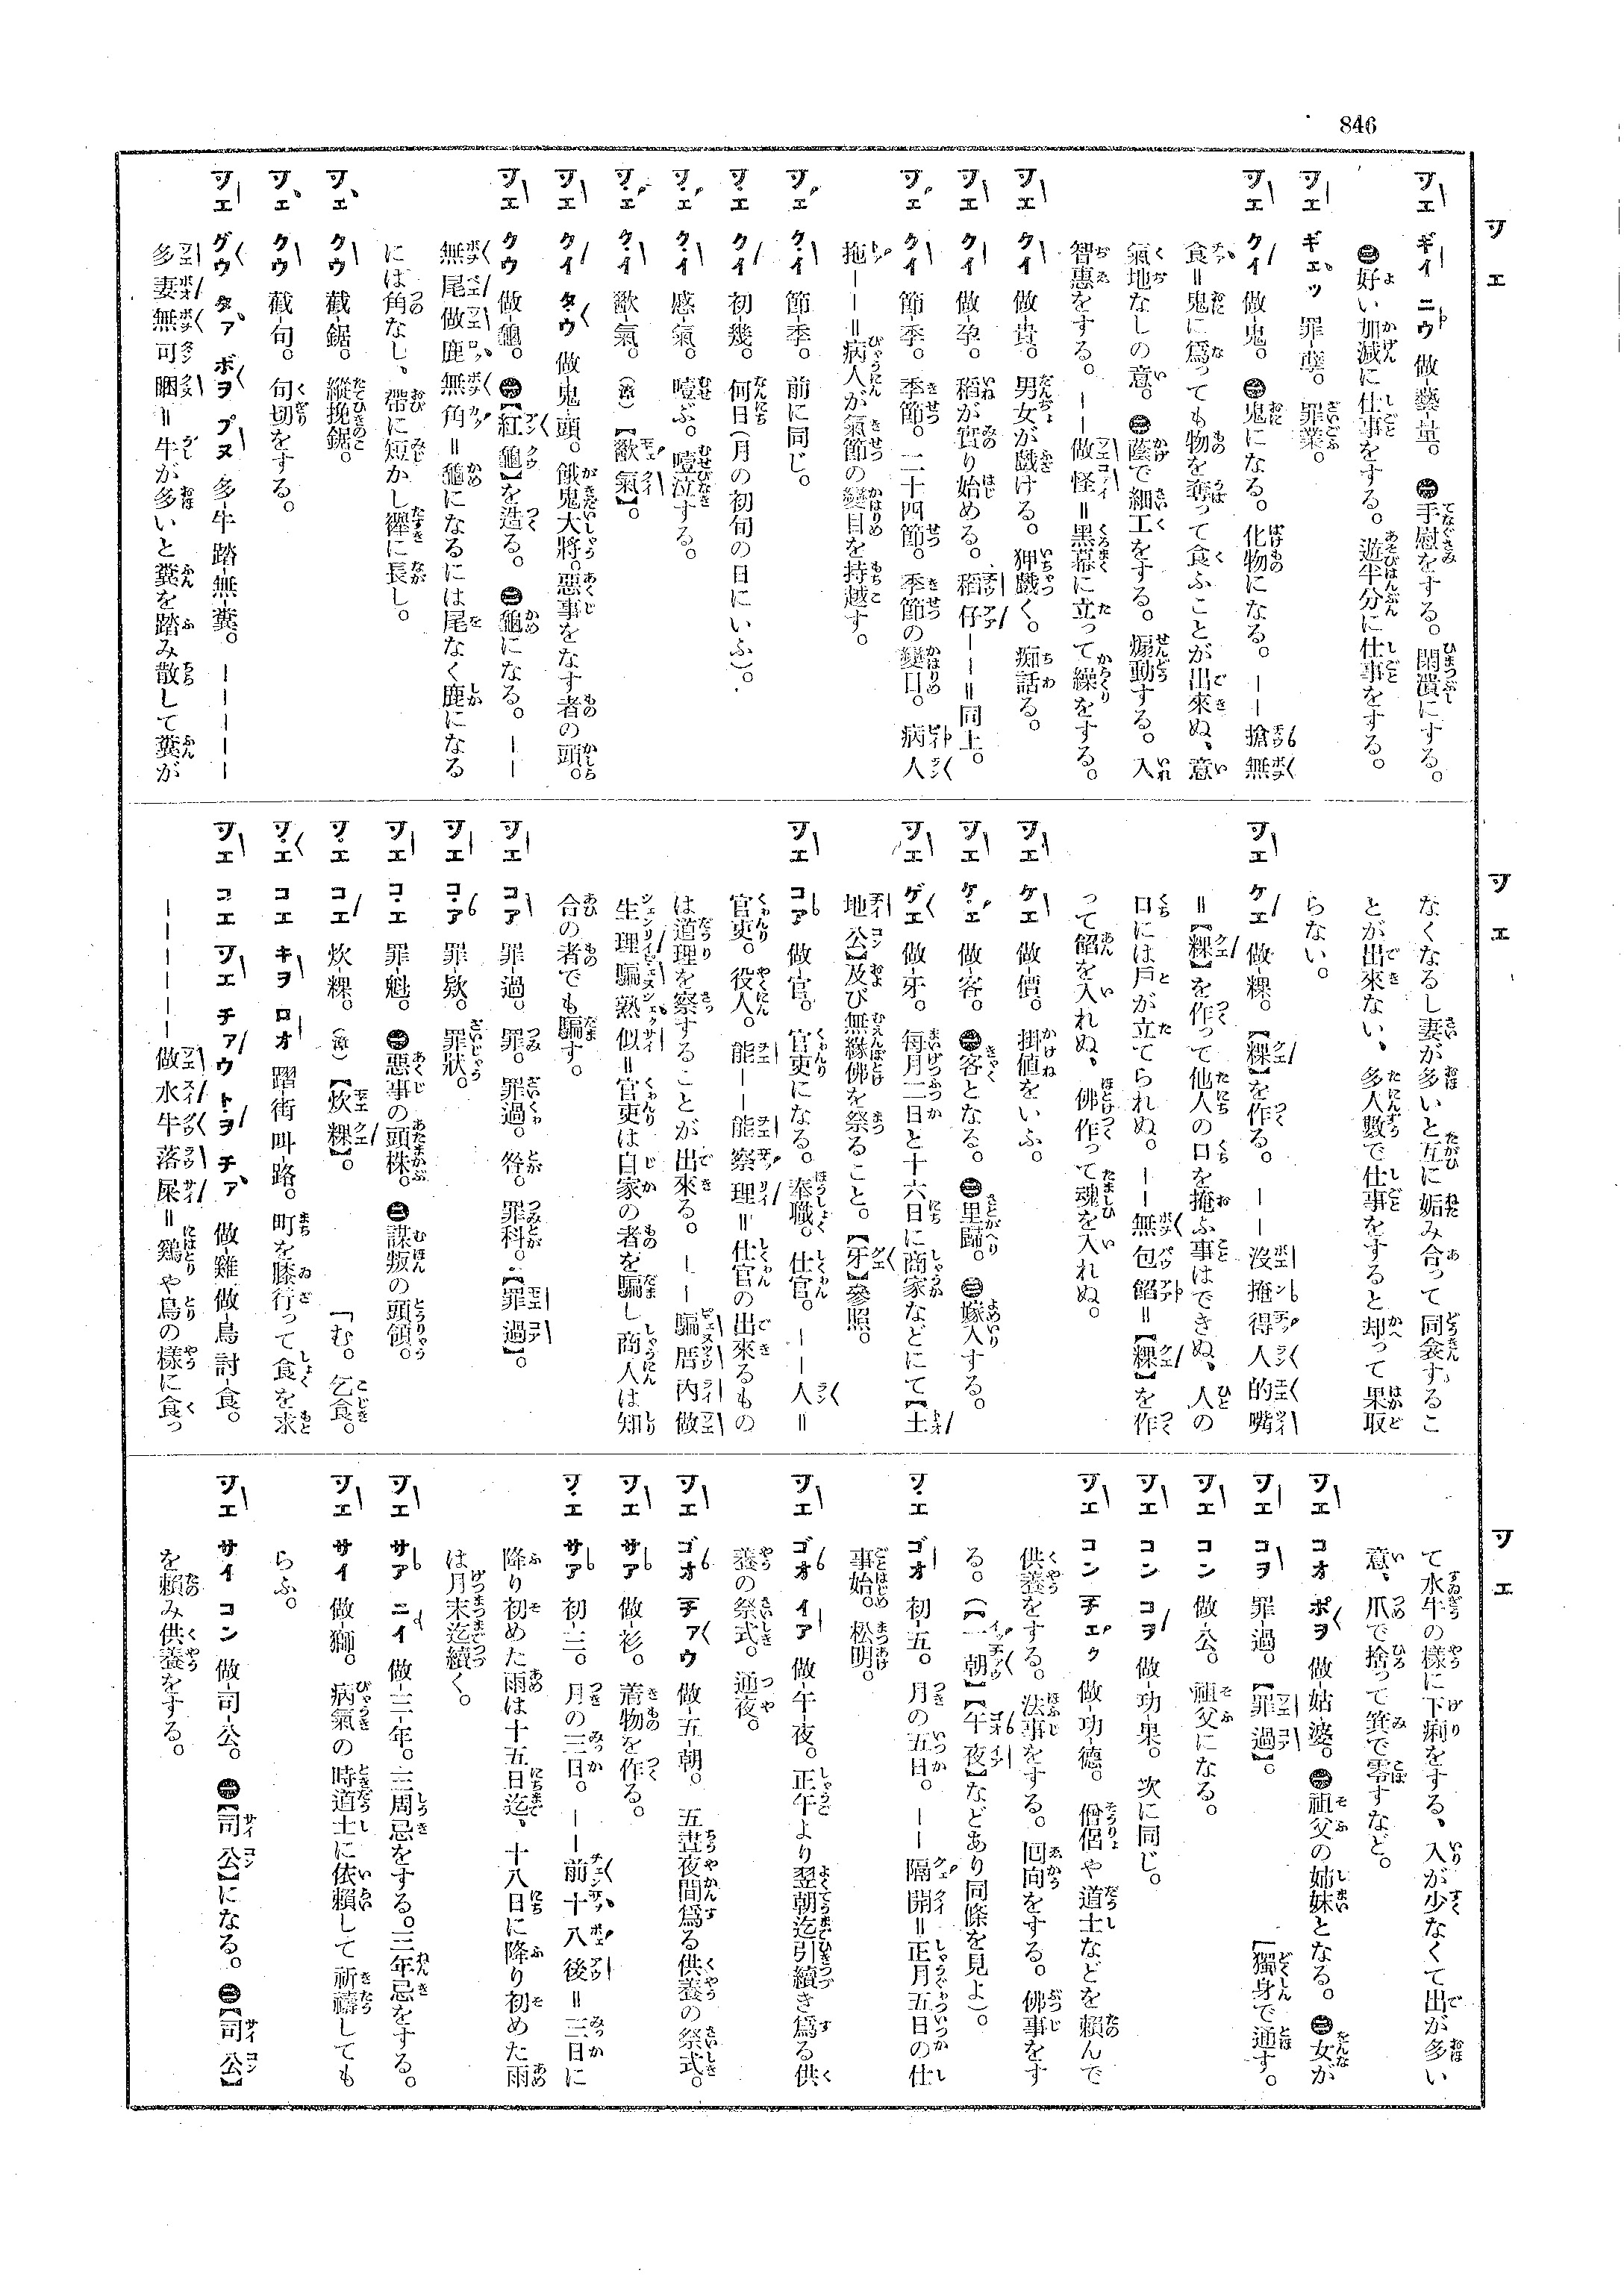 846
ツエ
ツエ ギイ ニウ 做-藝-量。 ㊀手慰をする。閑潰にする。
㊁好い加減に仕事をする。遊半分に仕事をする。
ツエ ギエッ 罪-孽。罪業。
ツエ クイ 做-鬼。 ㊀鬼になる。化物になる。——搶無
食＝鬼に爲っても物を奪って食ふことが出來ぬ、意
氣地なしの意。㊁蔭で細工をする。煽動する。入
智惠をする。——做怪＝黑幕に立って繰をする。
ツエ クイ 做-貴。 男女が戲ける。狎戲く。痴話る。
ツエ クイ 做-孕。 稻が實り始める。稻仔——＝同上。
ツエ クイ 節-季。 季節。二十四節。季節の變目。病人
拖——＝病人が氣節の變目を持越す。
ツエ クイ 節-季。 前に同じ。
ツエ クイ 初-幾。 何日(月の初旬の日にいふ)。
ツエ クイ 感-氣。 噎ぶ。噎泣する。
ツエ クイ 歠-氣。 (漳)【歠氣】。
ツエ クイ タウ 做-鬼-頭。餓鬼大將。惡事をなす者の頭。
ツエ クウ 做-龜。 ㊀【紅龜】を造る。㊁龜になる。——
無尾做鹿無角＝龜になるには尾なく鹿になる
には角なし、帶に短かし襷に長し。
ツエ クウ 截-鋸。 縱挽鋸。
ツエ クウ 截-句。 句切をする。
ツエ グウ タァ ボヲ プヌ 多-牛-踏-無-糞。—————
多妻無可睏＝牛が多いと糞を踏み散して糞が
ツエ
なくなるし妻が多いと互に妬み合って同衾するこ
とが出來ない、多人數で仕事をすると却って果取
らない。
ツエ ケエ 做-粿。【粿】を作る。——沒掩得人的嘴
＝【粿】を作って他人の口を掩ふ事はできぬ、人の
口には戶が立てられぬ。——無包餡＝【粿】を作
って餡を入れぬ、佛作って魂を入れぬ。
ツエ ケエ 做-價。 掛値をいふ。
ツエ ケェ 做-客。 ㊀客となる。㊁里歸。㊂嫁入する。
ツエ ゲエ 做-牙。 每月二日と十六日に商家などにて【土
地公】及び無緣佛を祭ること。【牙】參照。
ツエ コァ 做-官。 官吏になる。奉職。仕官。——人＝
官吏。役人。能——能察理＝仕官の出來るもの
は道理を察することが出來る。——騙厝內做
生理騙熟似＝官吏は自家の者を騙し商人は知
合の者でも騙す。
ツエ コァ 罪-過。 罪。罪過。咎。罪科。【罪過】。
ツエ コァ 罪-欵。 罪狀。
ツエ コエ 罪-魁。 ㊀惡事の頭株。㊁謀叛の頭領。
ツエ コエ 炊-粿。 (漳)【炊粿】。 「む。乞食。
ツエ コエ キヲ ロオ 蹈-街-叫-路。 町を膝行って食を求
ツエ コエ ツエ チァウ トヲ チァ 做-雞-做-鳥-討-食。
——————做水牛落屎＝鷄や鳥の樣に食っ
ツエ
て水牛の樣に下痢をする、入が少なくて出が多い
意、爪で捨って箕で零すなど。
ツエ コオ ポヲ 做-姑-婆。㊀祖父の姉妹となる。㊁女が
ツエ コヲ 罪-過。【罪過】。 「獨身で通す。
ツエ コン 做-公。 祖父になる。
ツエ コン コヲ 做-功-果。 次に同じ。
ツエ コン チエク 做-功-德。 僧侶や道士などを賴んで
供養をする。法事をする。囘向をする。佛事をす
る。(【一朝】【午夜】などあり同條を見よ)。
ツエ ゴオ 初-五。 月の五日。——隔開＝正月五日の仕
事始。松明。
ツエ ゴオ イア 做-午-夜。正午より翌朝迄引續き爲る供
養の祭式。通夜。
ツエ ゴオ チァウ 做-五-朝。 五晝夜間爲る供養の祭式。
ツエ サア 做-衫。 着物を作る。
ツエ サア 初-三。 月の三日。——前十八後＝三日に
降り初めた雨は十五日迄、十八日に降り初めた雨
は月末迄續く。
ツエ サア ニイ 做-三-年。三周忌をする。三年忌をする。
ツエ サイ 做-獅。 病氣の時道士に依賴して祈禱しても
らふ。
ツエ サイ コン 做-司-公。 ㊀【司公】になる。㊁【司公】
を賴み供養をする。